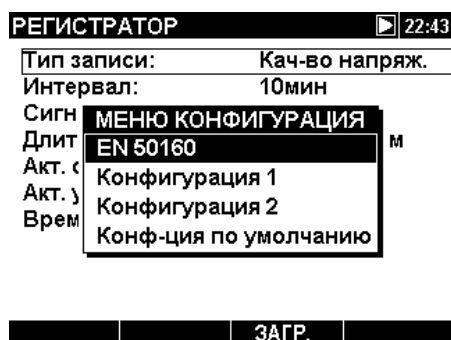 РЕГИСТРАТОР 22:43
Тип записи: Кач-во напряж.
Интервал: 10мин
Сигн
Длит м
Акт.
Акт.
Врем
МЕНЮ КОНФИГУРАЦИЯ
EN 50160
Конфигурация 1
Конфигурация 2
Конф-ция по умолчанию
ЗАГР.